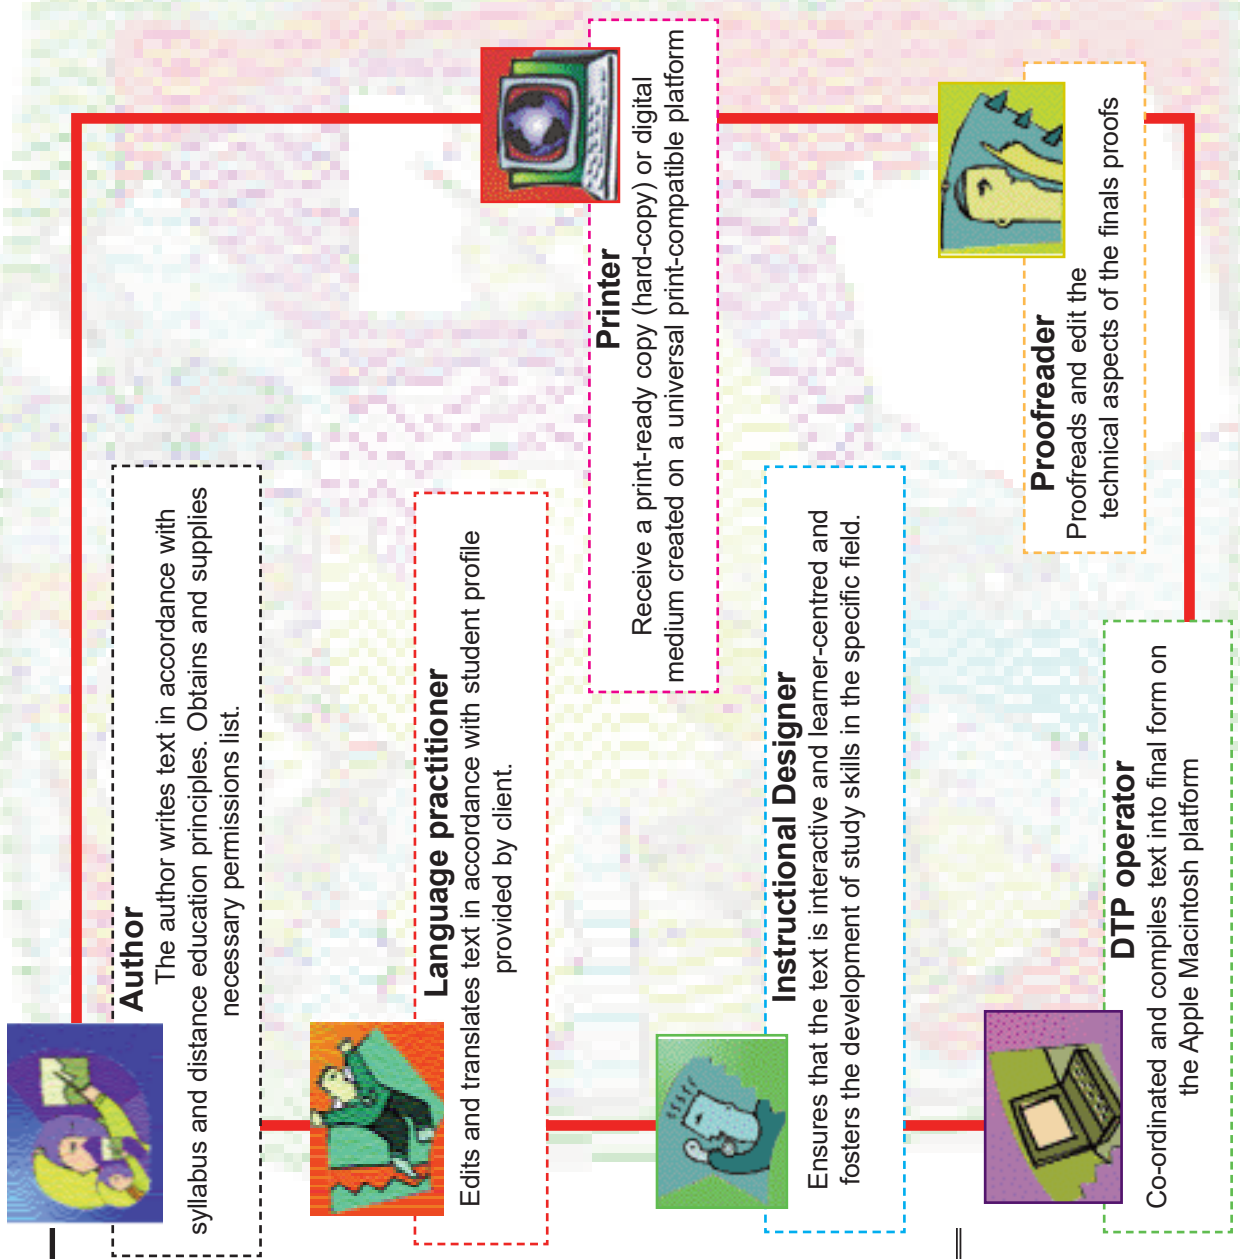 Author
The author writes text in accordance with
syllabus and distance education principles. Obtains and supplies
necessary permissions list.
Language practitioner
Edits and translates text in accordance with student profile
provided by client.
Instructional Designer
Ensures that the text is interactive and learner-centred and
fosters the development of study skills in the specific field.
DTP operator
Co-ordinated and compiles text into final form on
the Apple Macintosh platform
Proofreader
Proofreads and edit the
technical aspects of the finals proofs
Printer
Receive a print-ready copy (hard-copy) or digital
medium created on a universal print-compatible platform